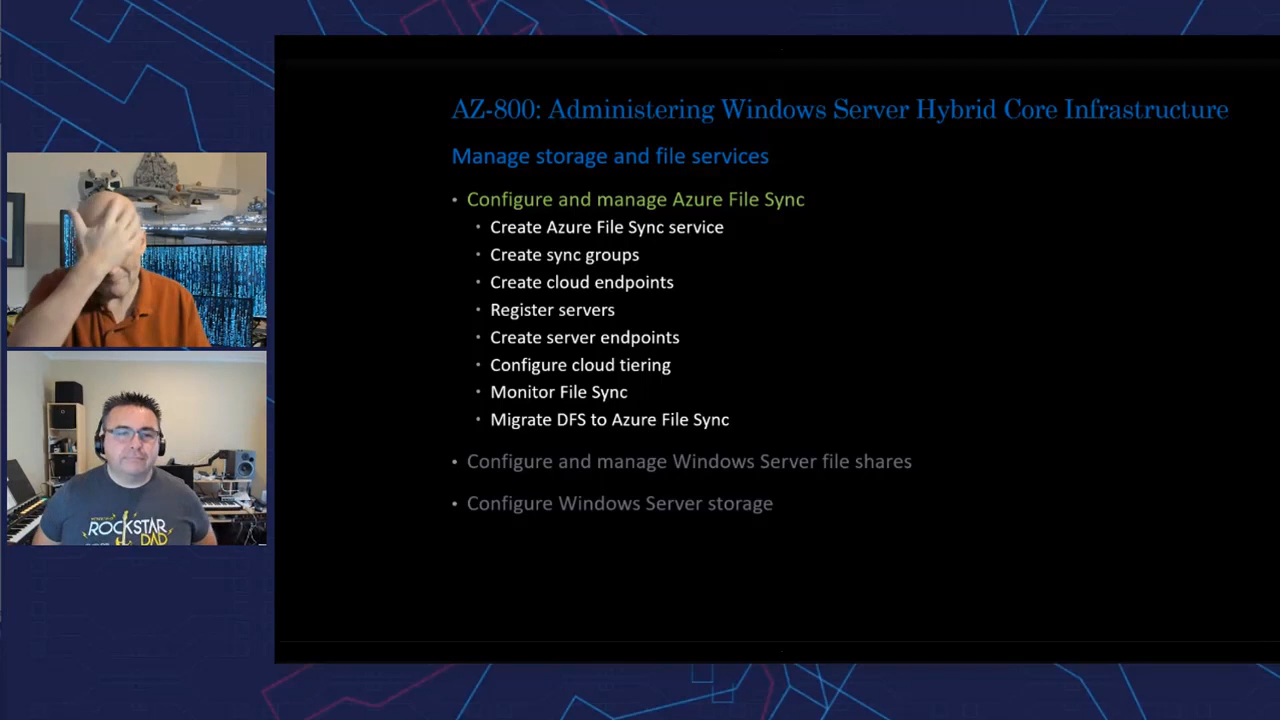 AZ-800: Administering Windows Server Hybrid Core Infrastructure
Manage storage and file services
• Configure and manage Azure File Sync
• Create Azure File Sync service
• Create sync groups
• Create cloud endpoints
• Register servers
• Create server endpoints
• Configure cloud tiering
• Monitor File Sync
• Migrate DFS to Azure File Sync
• Configure and manage Windows Server file shares
• Configure Windows Server storage
ROCKSTAR
DAD